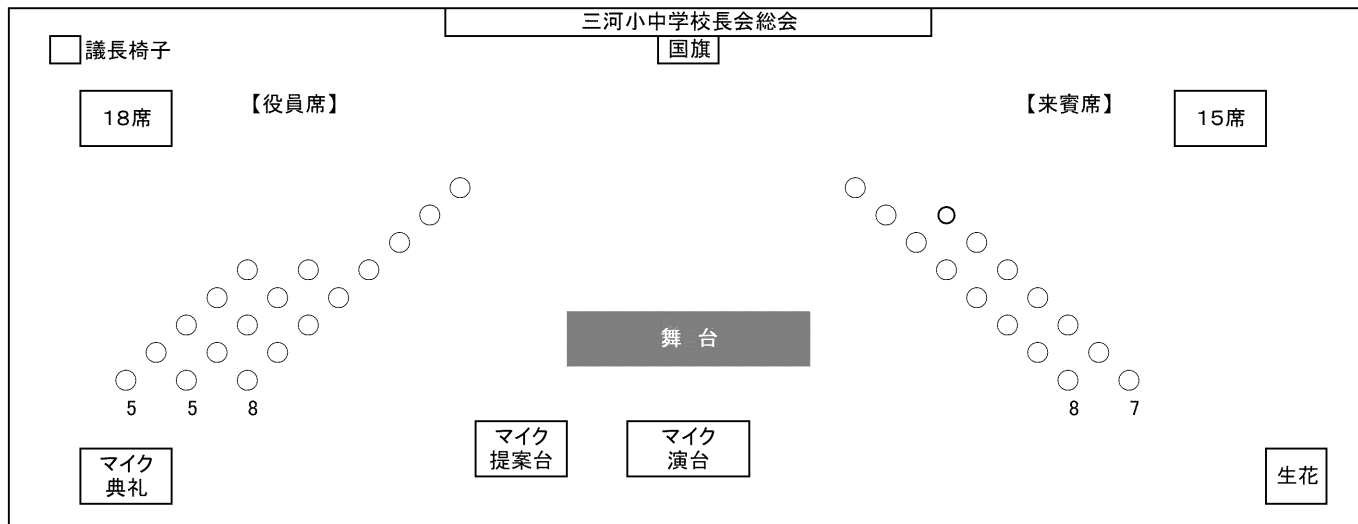 三河小中学校長会総会
国旗
議長椅子
18席
【役員席】
【来賓席】
15席
舞 台
5 5 8
8 7
マイク
提案台
マイク
演台
マイク
典礼
生花